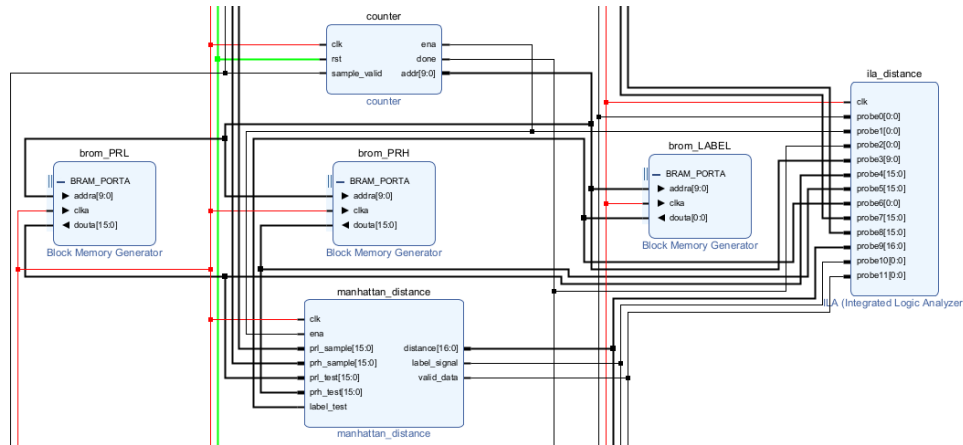 counter
clk
ena
rst
done
sample_valid
addr[9:0]
counter
ila_distance
clk
probe0[0:0]
probe1[0:0]
probe2[0:0]
probe3[9:0]
probe4[15:0]
probe5[15:0]
probe6[0:0]
probe7[15:0]
probe8[15:0]
probe9[16:0]
probe10[0:0]
probe11[0:0]
ILA (Integrated Logic Analyzer
brom_PRL
BRAM_PORTA
addra[9:0]
clka
douta[15:0]
Block Memory Generator
brom_PRH
BRAM_PORTA
addra[9:0]
clka
douta[15:0]
Block Memory Generator
brom_LABEL
BRAM_PORTA
addra[9:0]
clka
douta[0:0]
Block Memory Generator
manhattan_distance
clk
ena
prl_sample[15:0]
distance[16:0]
prh_sample[15:0]
label_signal
prl_test[15:0]
valid_data
prh_test[15:0]
label_test
manhattan_distance